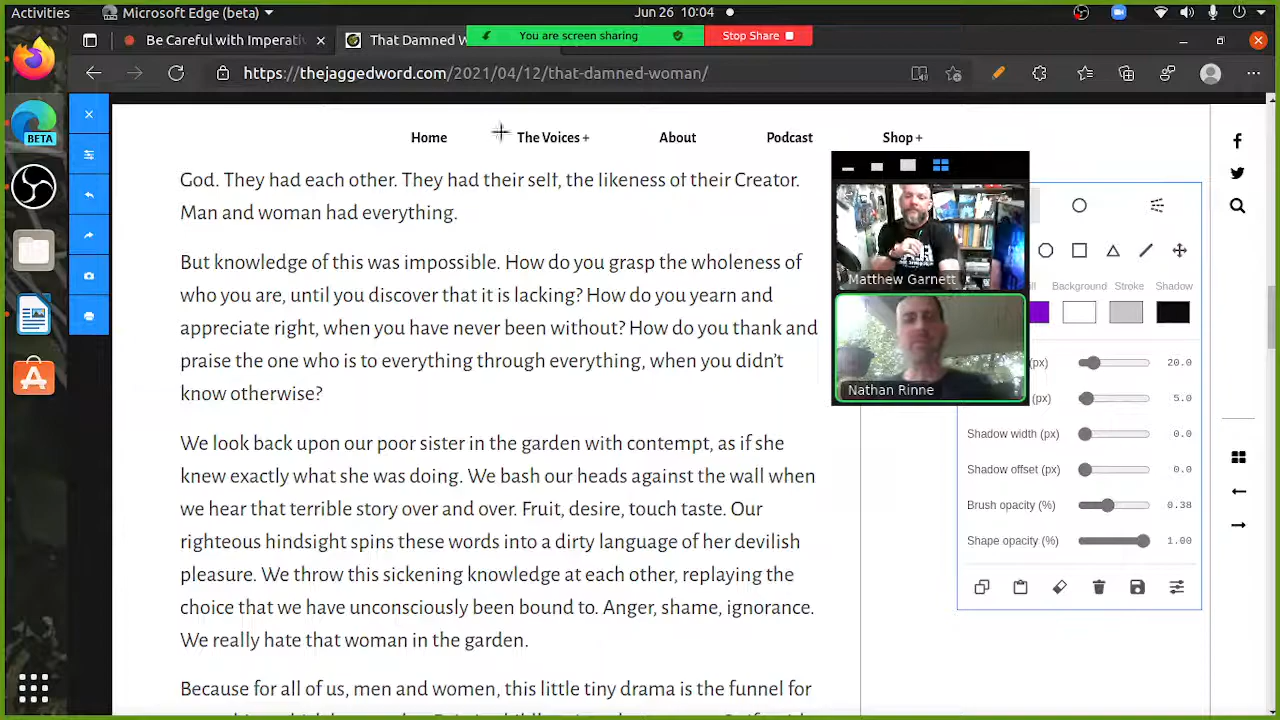 Activities
Microsoft Edge (beta)
Jun 26 10:04
Be Careful with Imperati
That Damned W
You are screen sharing
Stop Share
https://thejaggedword.com/2021/04/12/that-damned-woman/
BETA
Home
The Voices +
About
Podcast
Shop +
God. They had each other. They had their self, the likeness of their Creator.
Man and woman had everything.
But knowledge of this was impossible. How do you grasp the wholeness of
who you are, until you discover that it is lacking? How do you yearn and
appreciate right, when you have never been without? How do you thank and
praise the one who is to everything through everything, when you didn't
know otherwise?
We look back upon our poor sister in the garden with contempt, as if she
knew exactly what she was doing. We bash our heads against the wall when
we hear that terrible story over and over. Fruit, desire, touch taste. Our
righteous hindsight spins these words into a dirty language of her devilish
pleasure. We throw this sickening knowledge at each other, replaying the
choice that we have unconsciously been bound to. Anger, shame, ignorance.
We really hate that woman in the garden.
Because for all of us, men and women, this little tiny drama is the funnel for
Matthew Garnett
Nathan Rinne
Background
Stroke
Shadow
(px)
20.0
(px)
5.0
Shadow width (px)
0.0
Shadow offset (px)
0.0
Brush opacity (%)
0.38
Shape opacity (%)
1.00